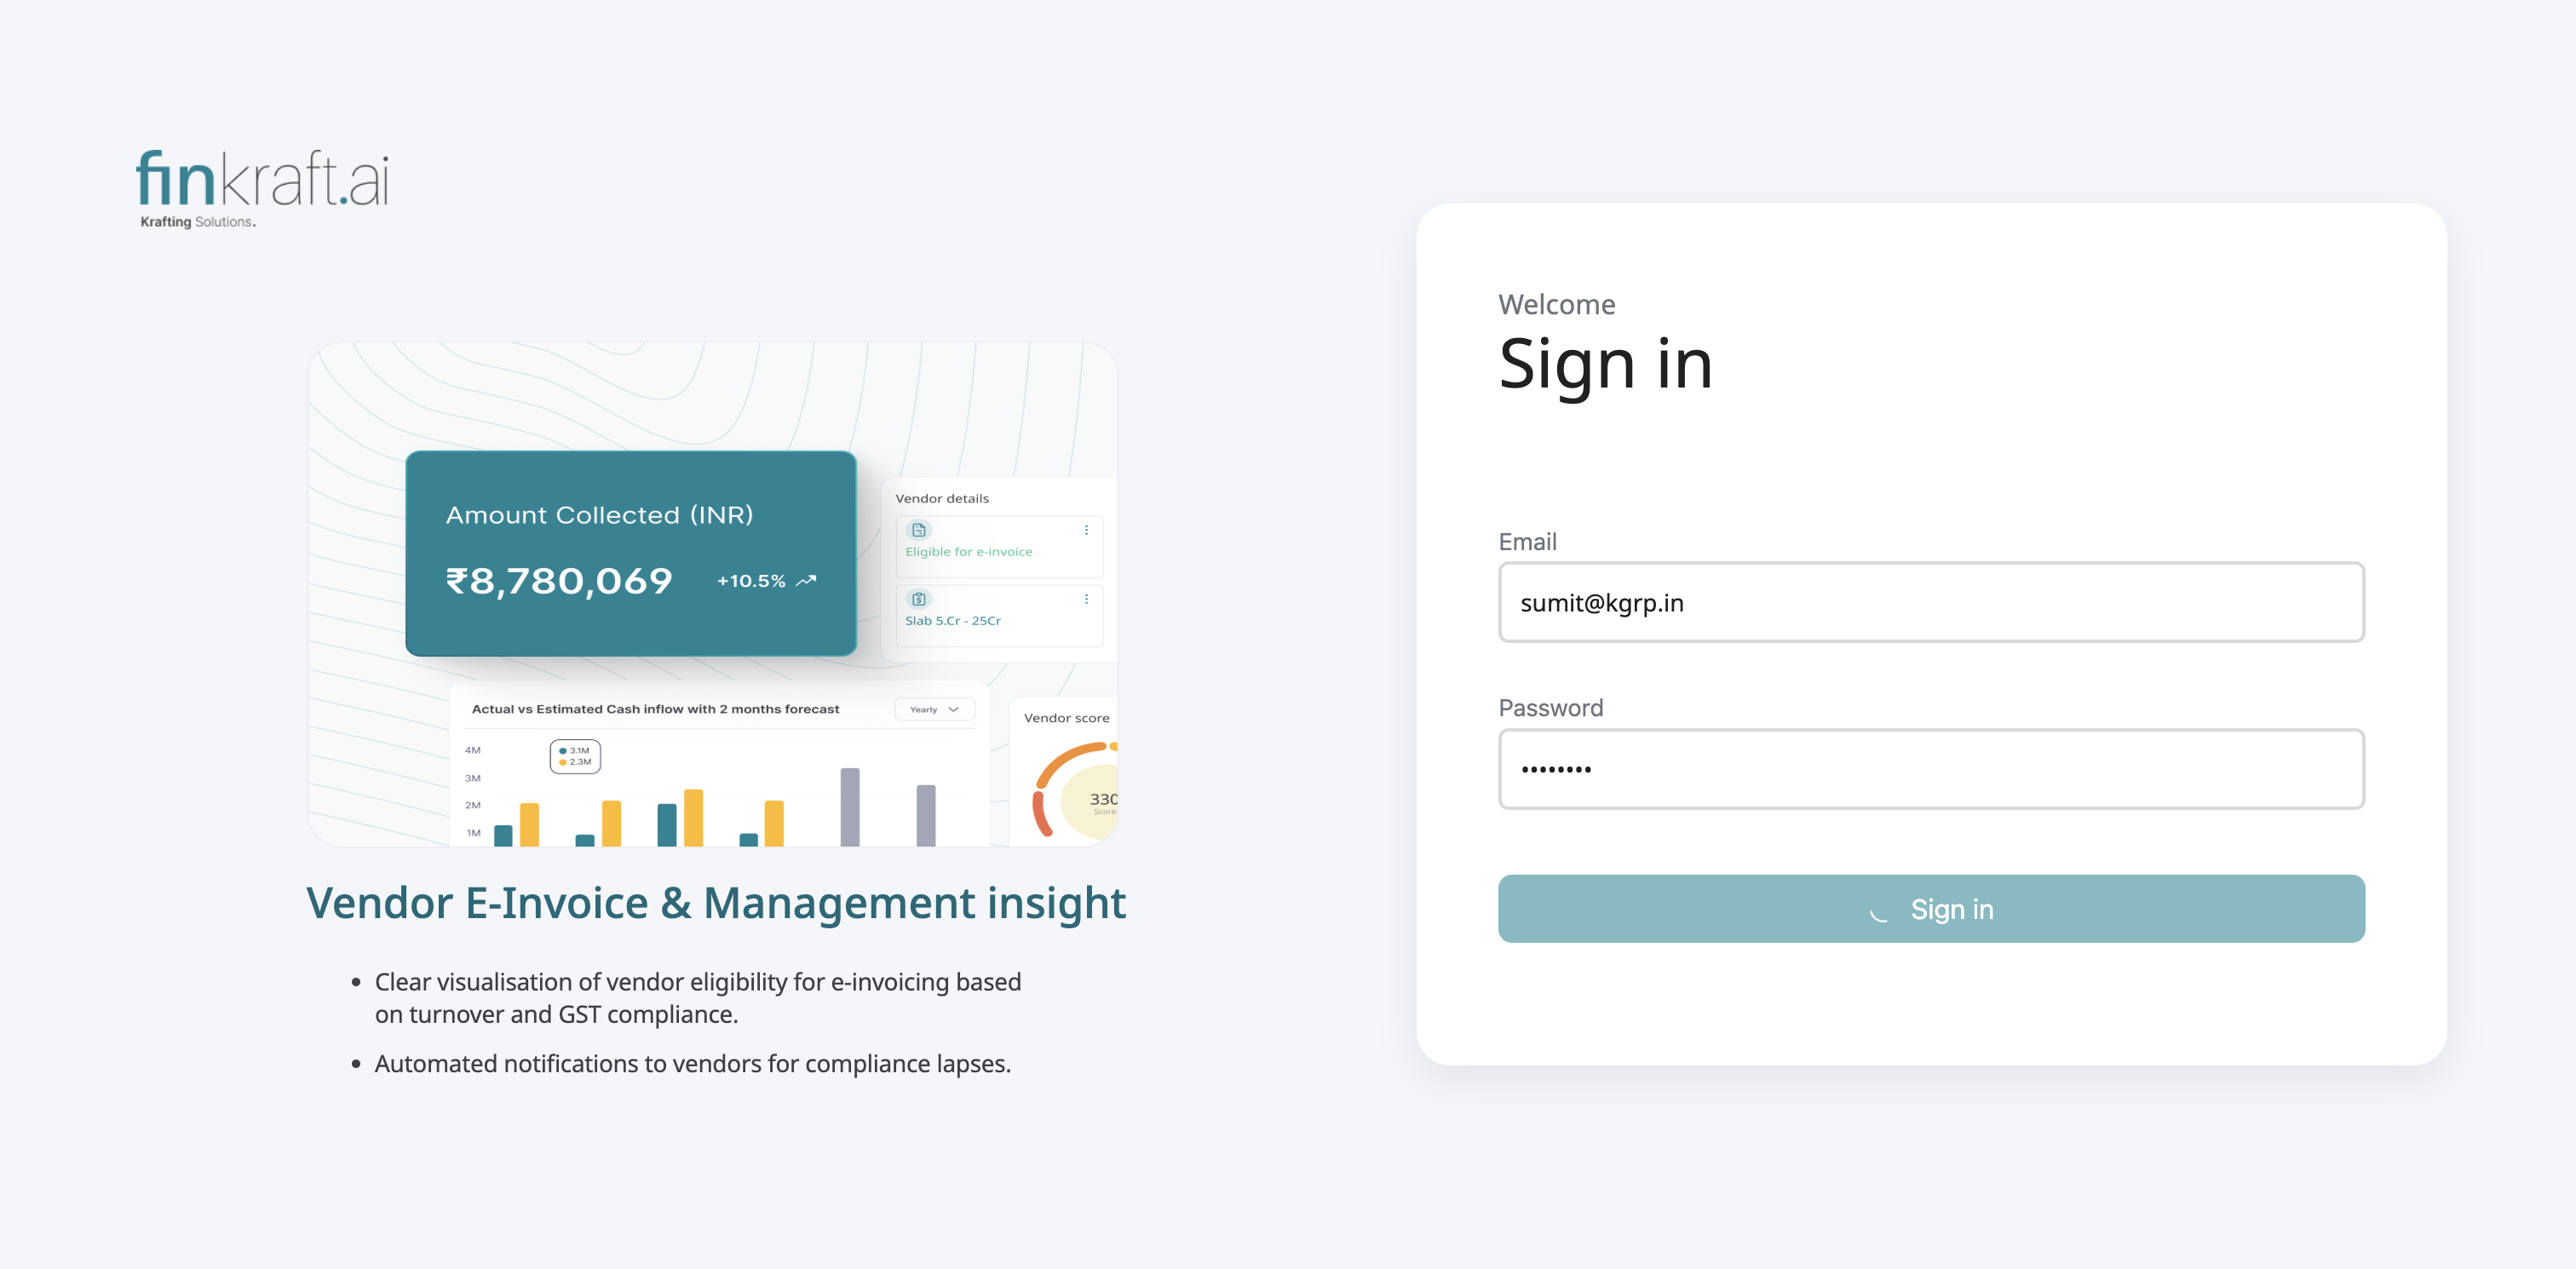 finkraft.ai
Krafting Solutions.
Amount Collected (INR)
₹8,780,069 +10.5%
Vendor details
Eligible for e-invoice
Slab 5.Cr - 25Cr
Actual vs Estimated Cash inflow with 2 months forecast
Yearly
4M
3M
2M
1M
3.1M
2.3M
Vendor score
330
Score
Vendor E-Invoice & Management insight
• Clear visualisation of vendor eligibility for e-invoicing based
on turnover and GST compliance.
• Automated notifications to vendors for compliance lapses.
Welcome
Sign in
Email
sumit@kgrp.in
Password
••••••••
Sign in